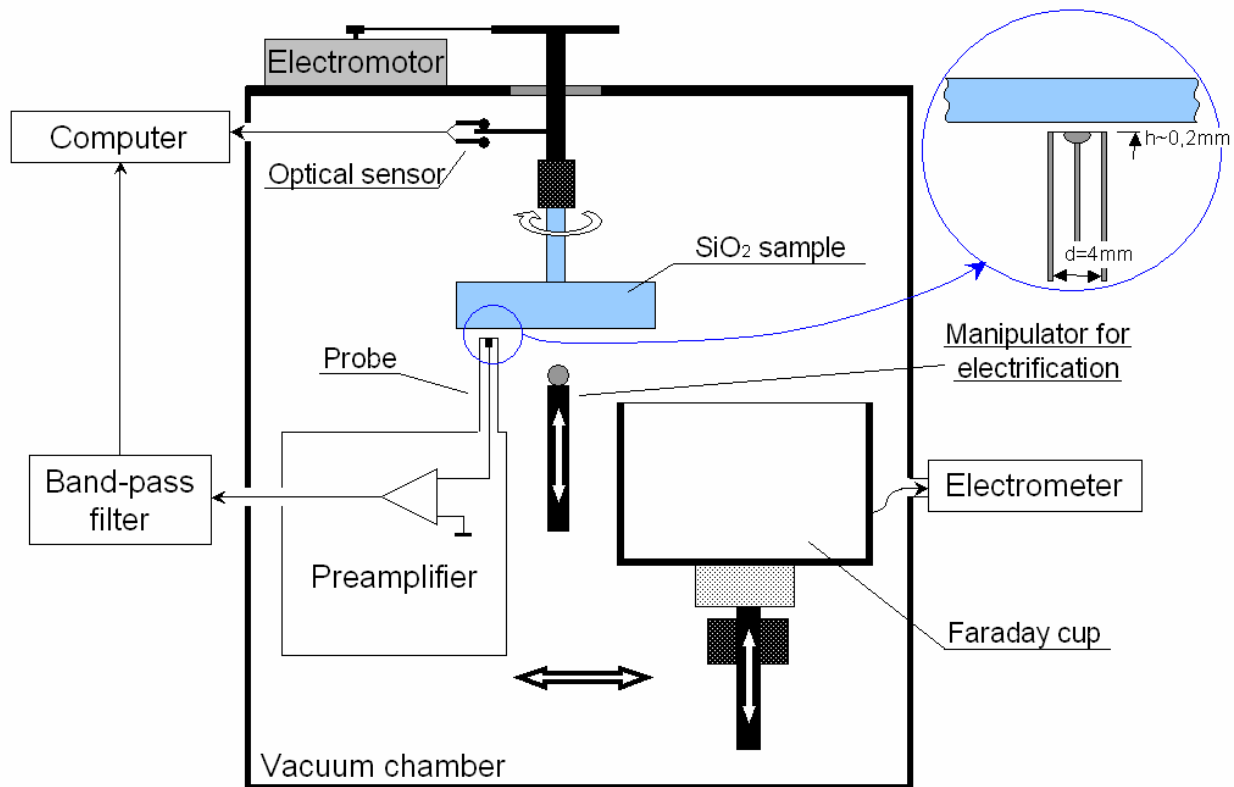 Electromotor
Computer
Optical sensor
h~0,2mm
d=4mm
SiO₂ sample
Manipulator for
electrification
Probe
Band-pass
filter
Electrometer
Preamplifier
Faraday cup
Vacuum chamber